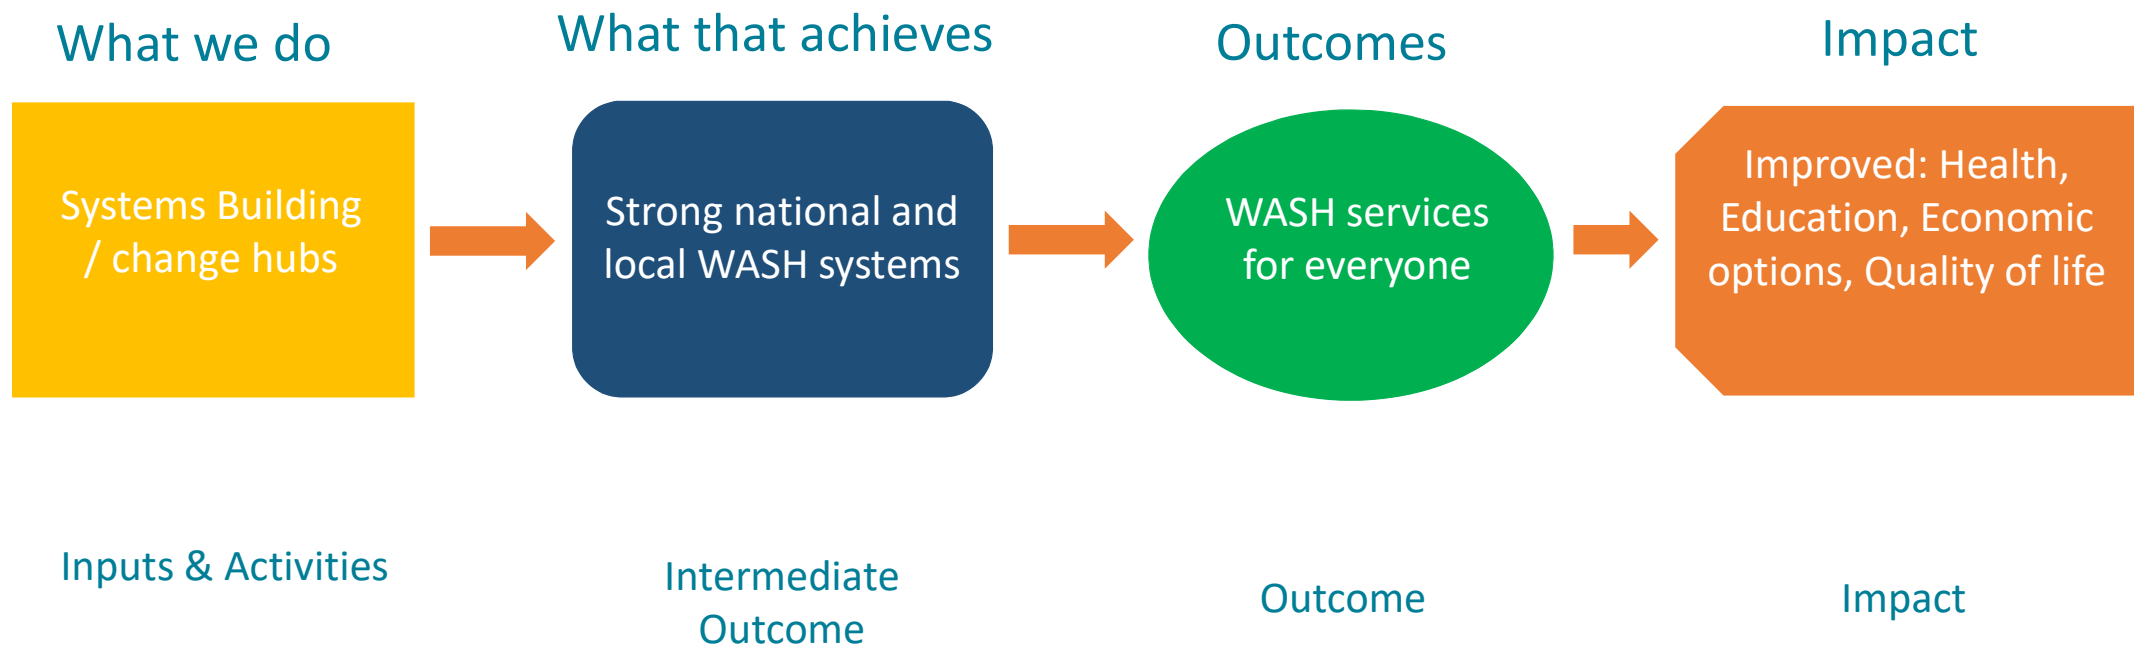 What we do
What that achieves
Outcomes
Impact
Systems Building
/ change hubs
Strong national and
local WASH systems
WASH services
for everyone
Improved: Health,
Education, Economic
options, Quality of life
Inputs & Activities
Intermediate
Outcome
Outcome
Impact